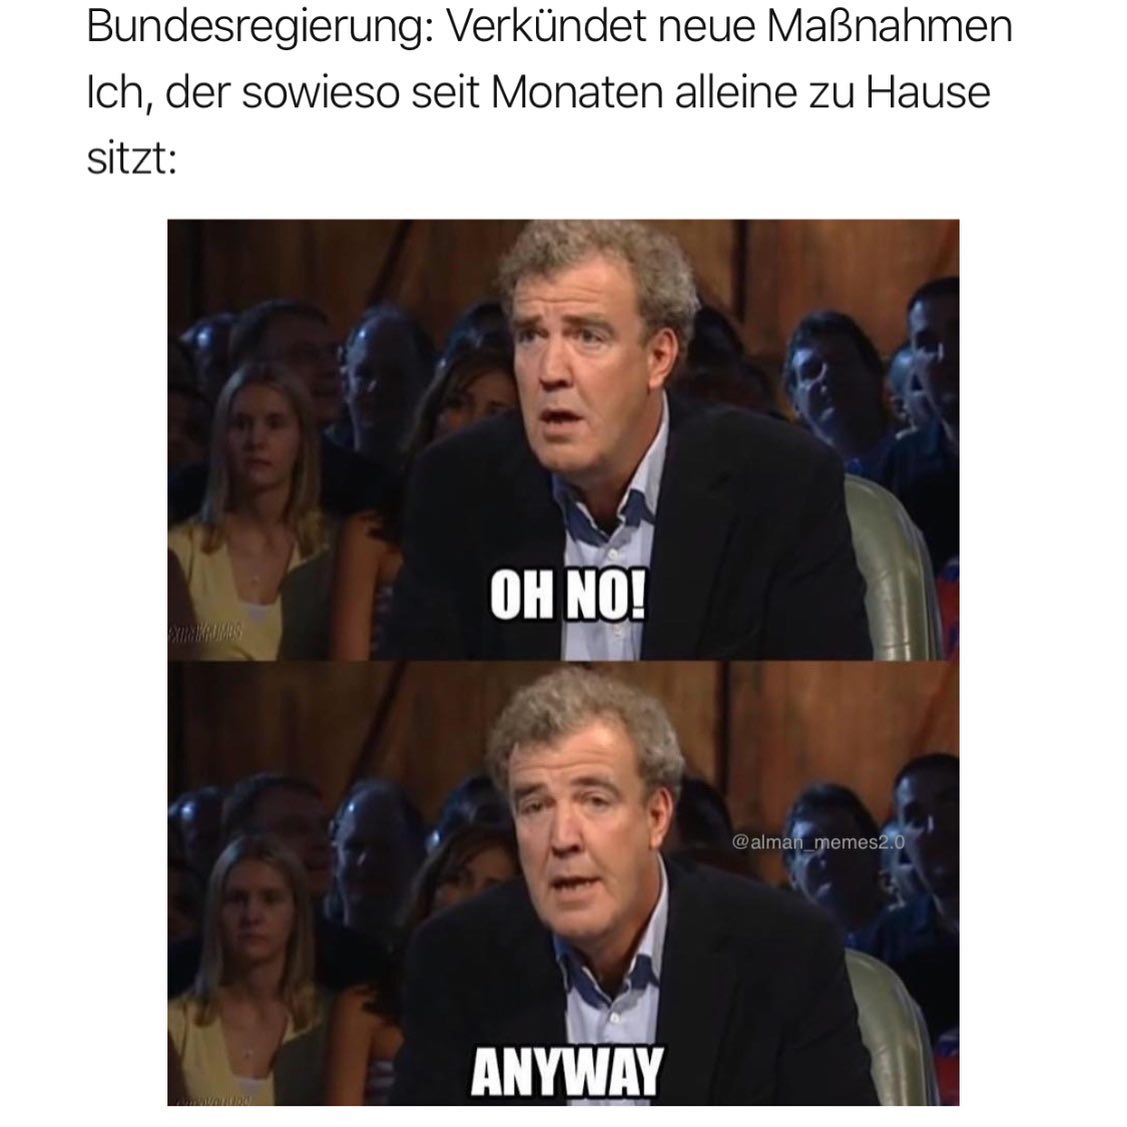 Bundesregierung: Verkündet neue Maßnahmen
Ich, der sowieso seit Monaten alleine zu Hause
sitzt:
OH NO!
@alman_memes2.0
ANYWAY